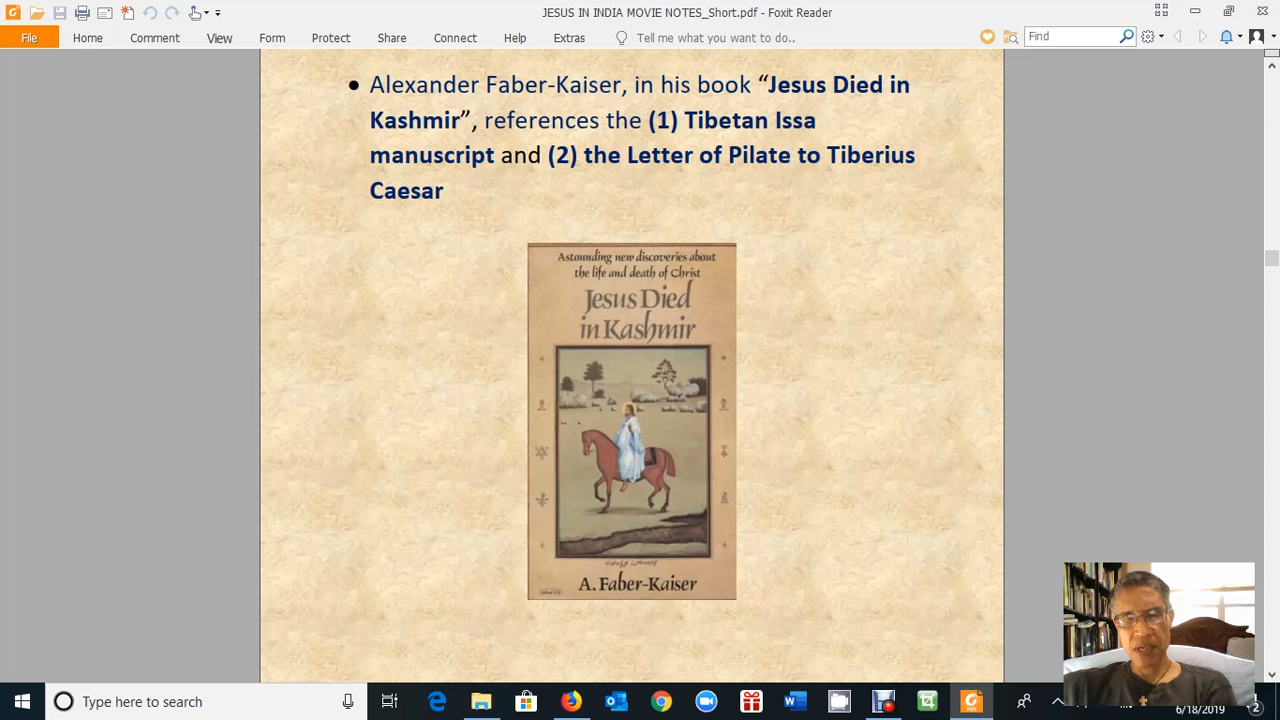 JESUS IN INDIA MOVIE NOTES_Short.pdf - Foxit Reader
File Home Comment View Form Protect Share Connect Help Extras Tell me what you want to do.. Find
• Alexander Faber-Kaiser, in his book “Jesus Died in
Kashmir”, references the (1) Tibetan Issa
manuscript and (2) the Letter of Pilate to Tiberius
Caesar
Astounding new discoveries about
the life and death of Christ
Jesus Died
in Kashmir
A. Faber-Kaiser
Type here to search
6/18/2019
2